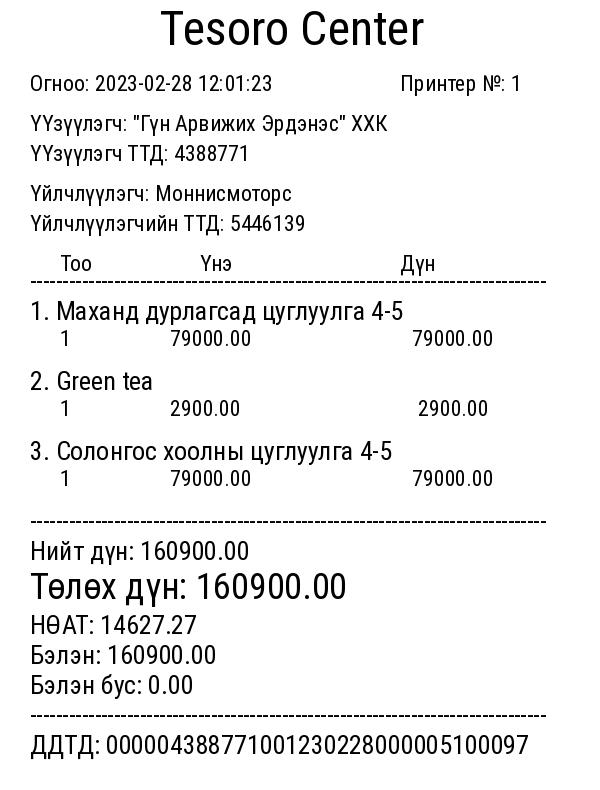 Tesoro Center
Огноо: 2023-02-28 12:01:23 Принтер №: 1
ҮҮзүүлэгч: "Гүн Арвижих Эрдэнэс" ХХК
ҮҮзүүлэгч ТТД: 4388771
Үйлчлүүлэгч: Моннисмоторс
Үйлчлүүлэгчийн ТТД: 5446139
Тоо Үнэ Дүн
1. Маханд дурлагсад цуглуулга 4-5
1 79000.00 79000.00
2. Green tea
1 2900.00 2900.00
3. Солонгос хоолны цуглуулга 4-5
1 79000.00 79000.00
Нийт дүн: 160900.00
Төлөх дүн: 160900.00
НӨАТ: 14627.27
Бэлэн: 160900.00
Бэлэн бус: 0.00
ДДТД: 000004388771001230228000005100097